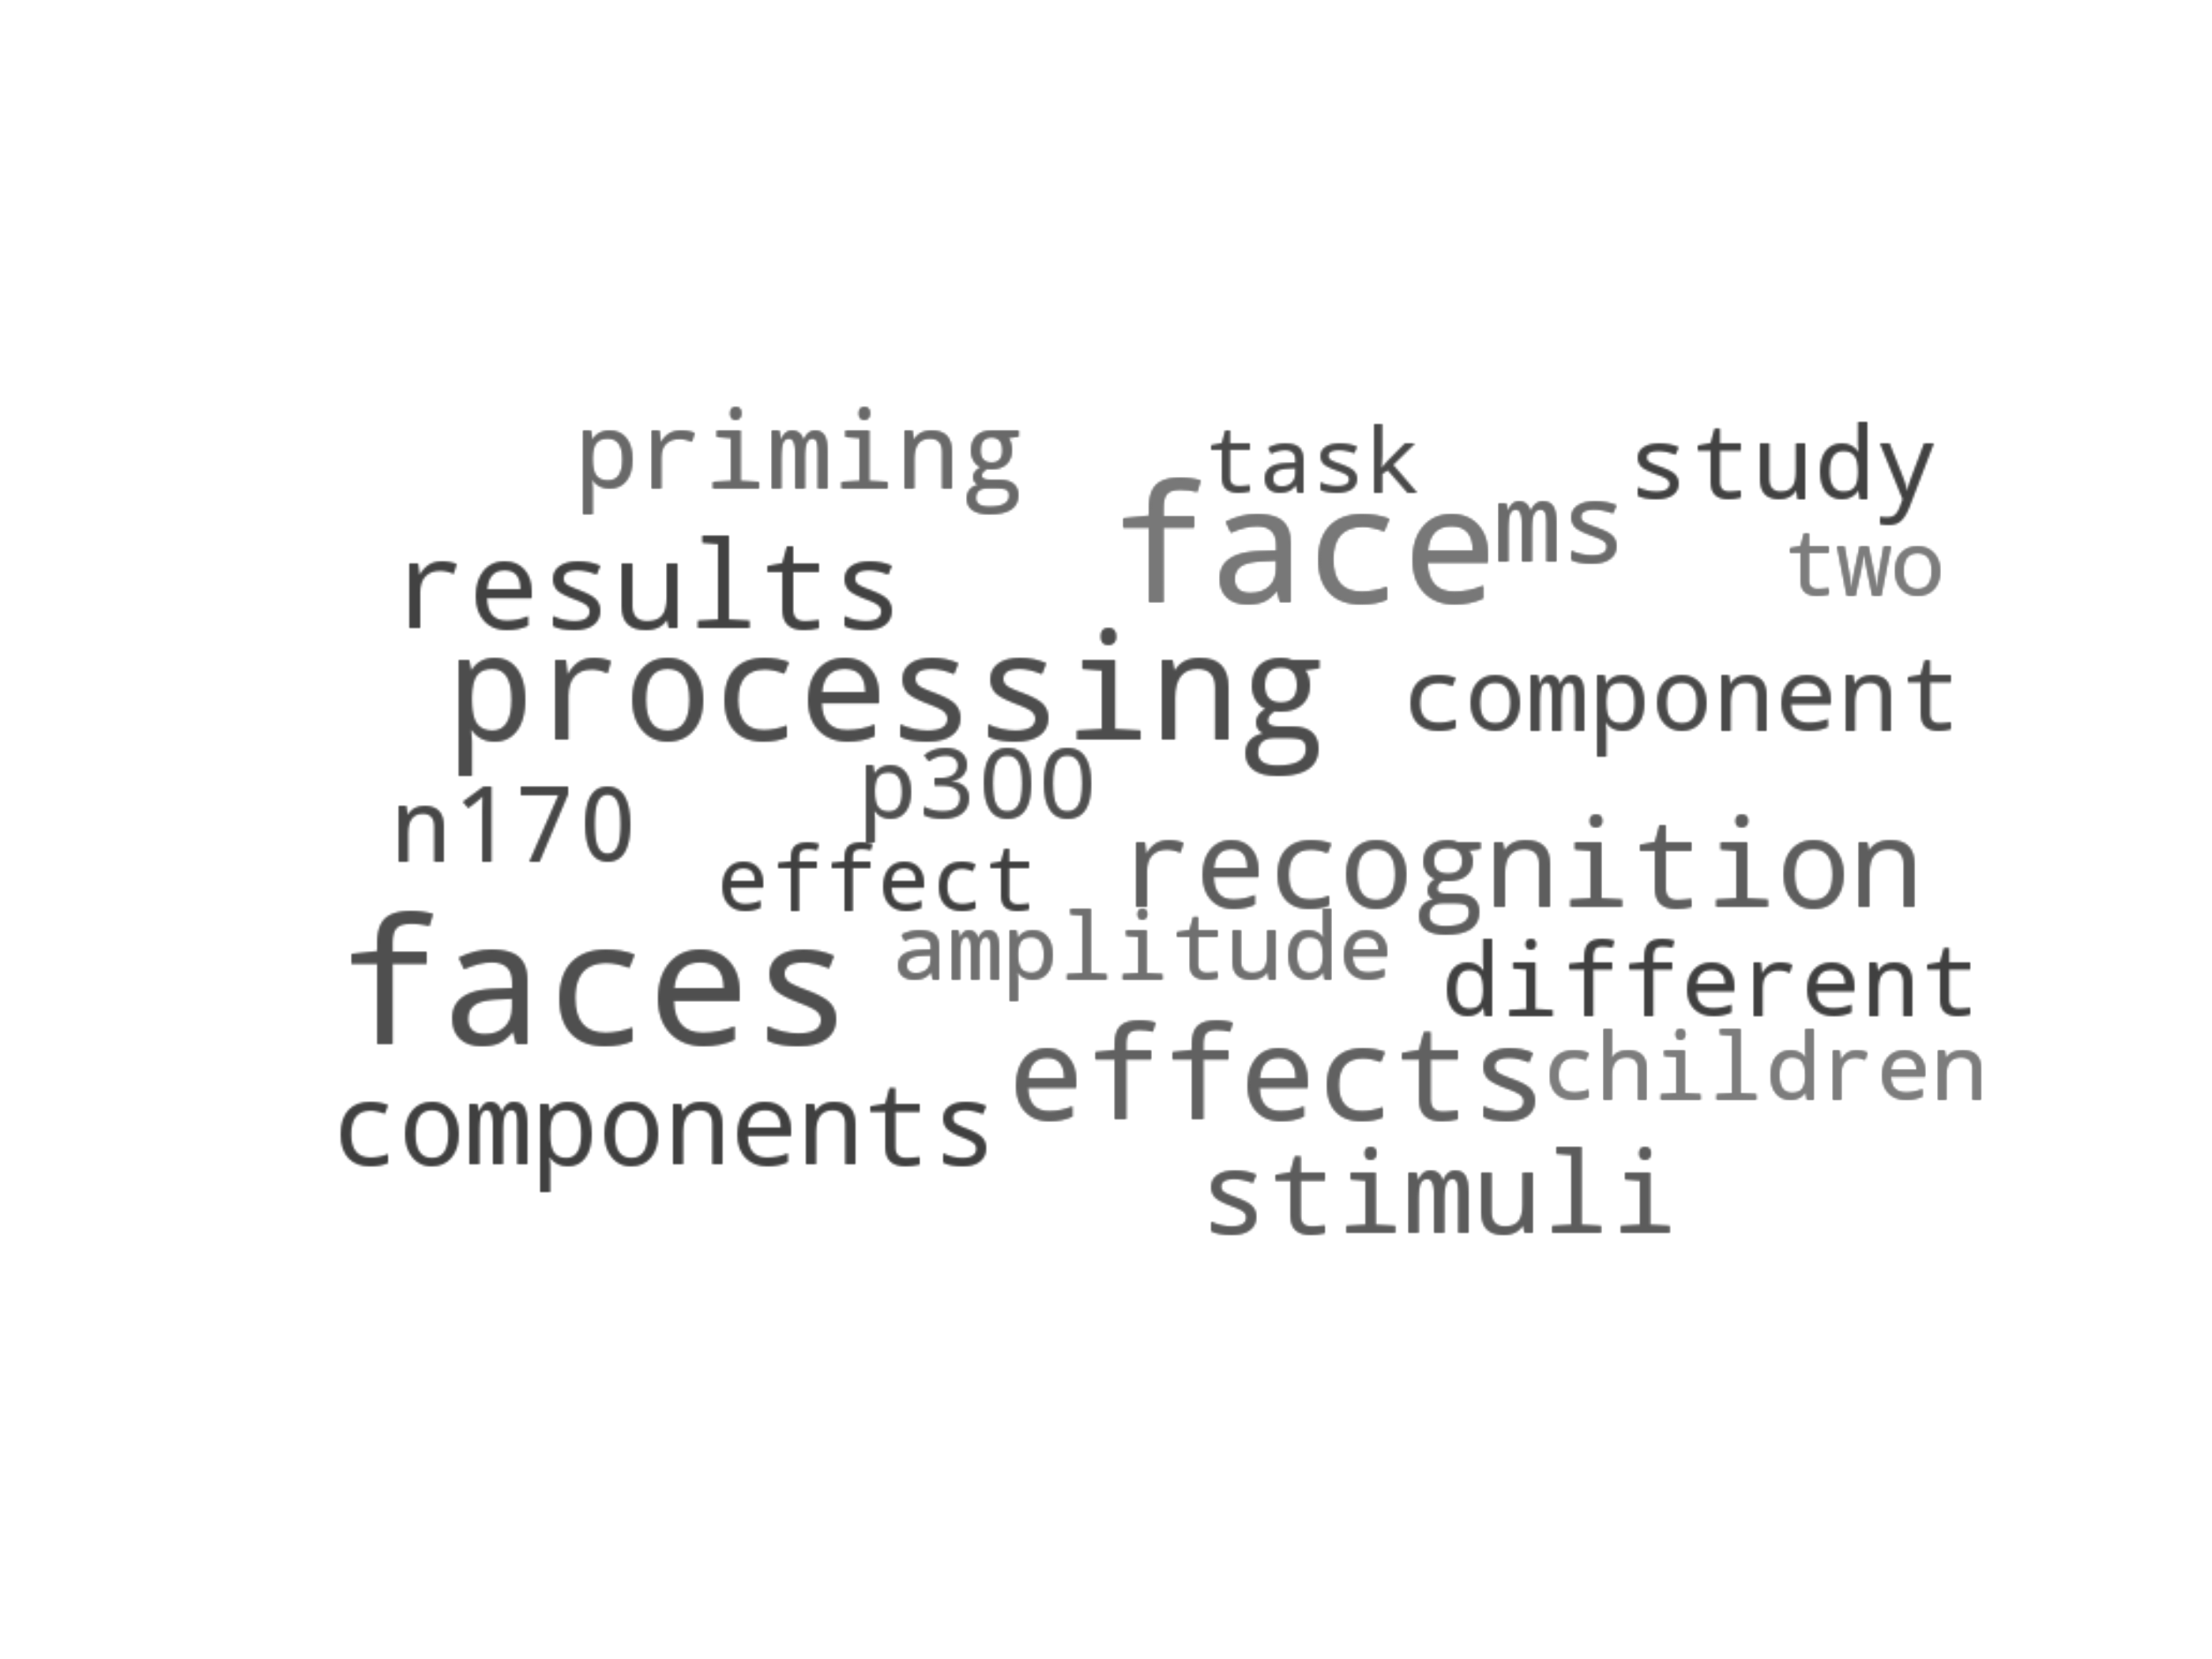 priming
task
study
face
ms
two
results
processing
component
p300
n170
effect
recognition
faces
amplitude
different
effects
children
components
stimuli